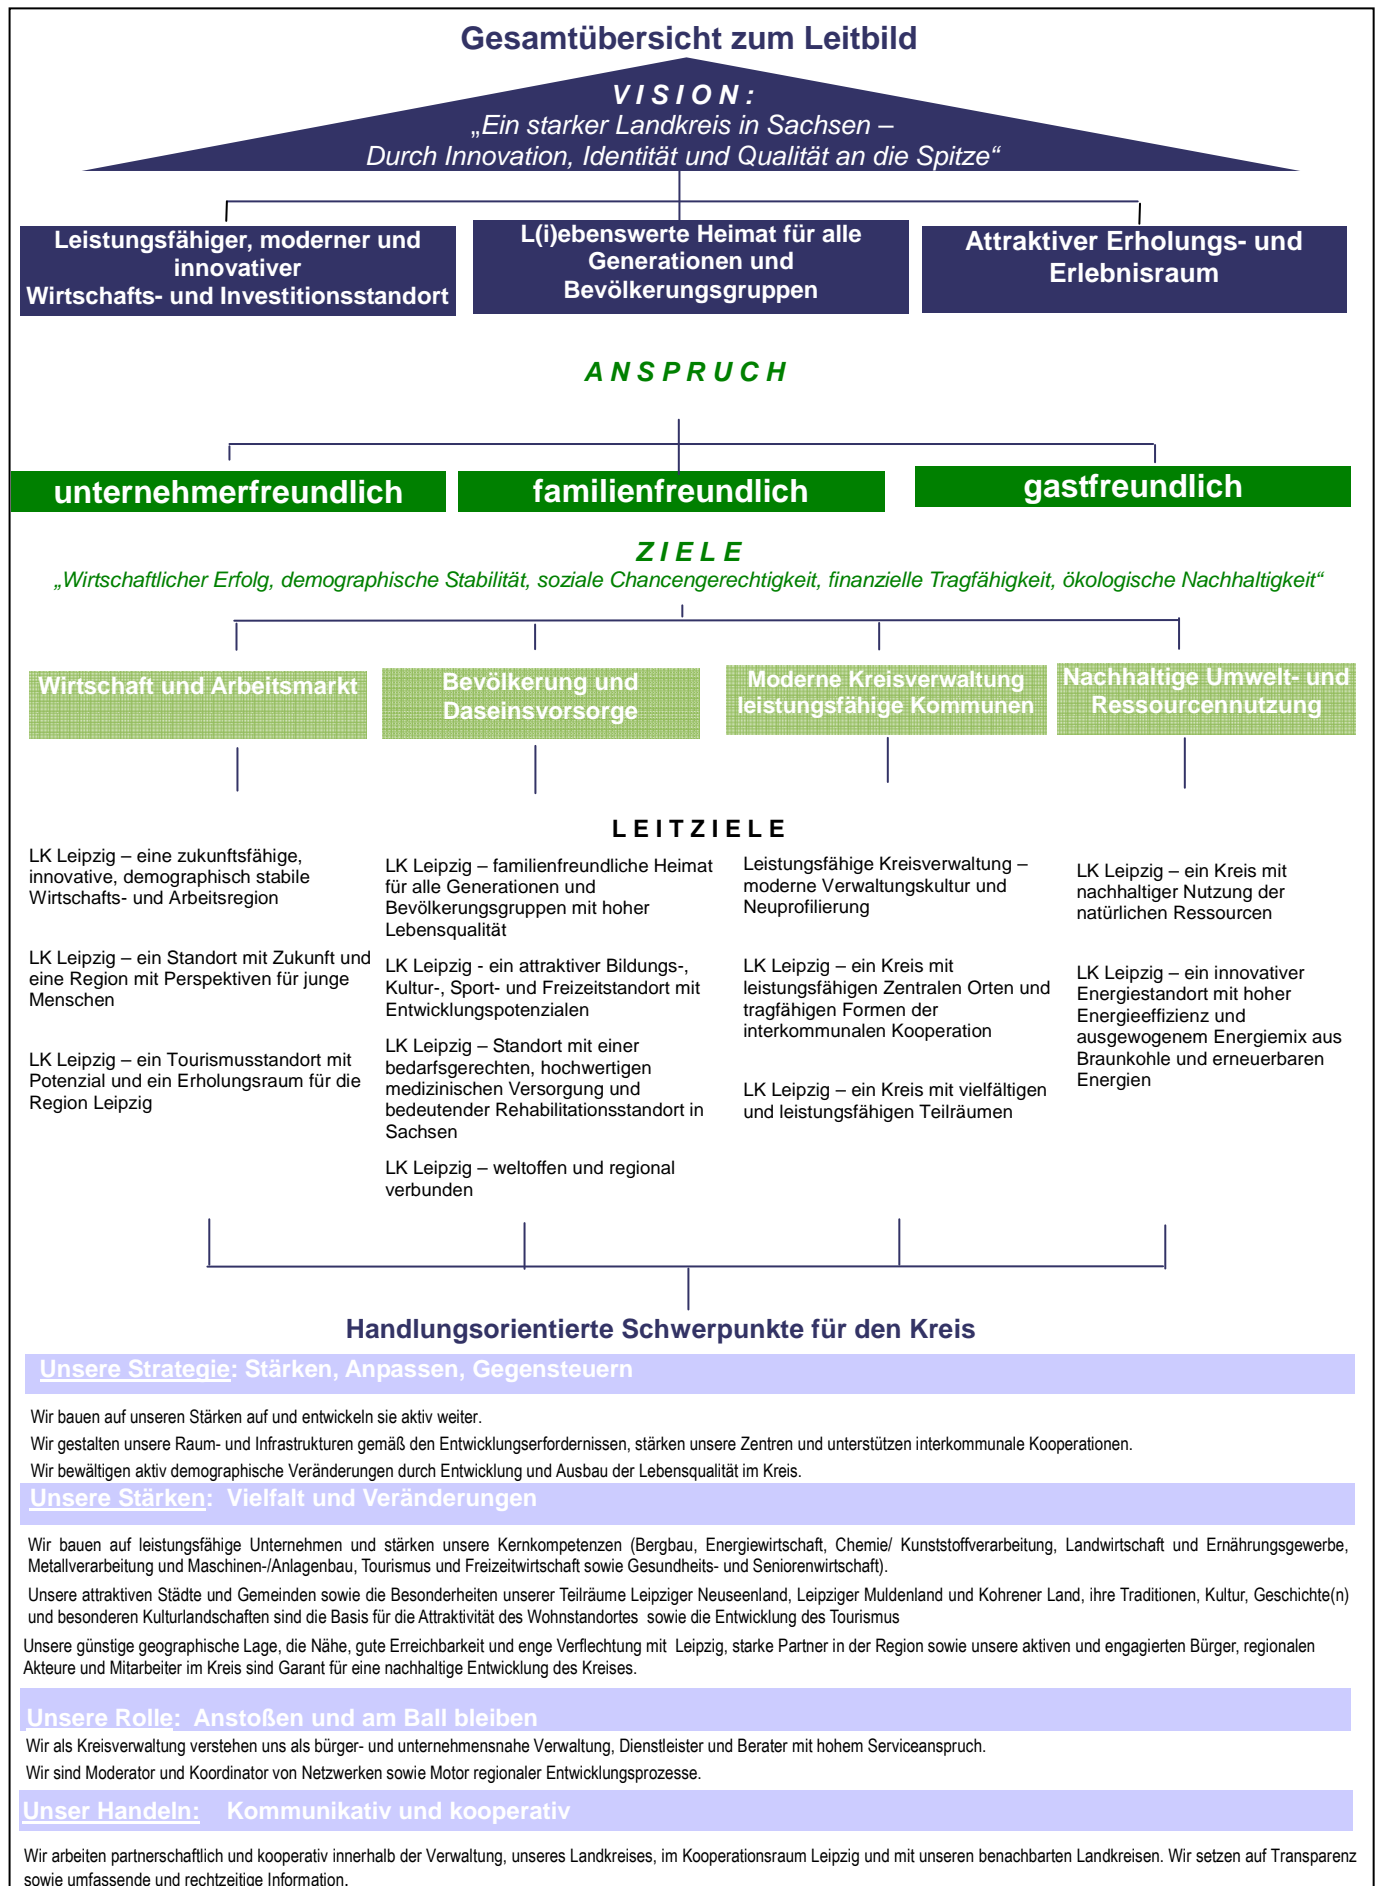 Gesamtübersicht zum Leitbild
VISION:
„Ein starker Landkreis in Sachsen –
Durch Innovation, Identität und Qualität an die Spitze“
Leistungsfähiger, moderner und
innovativer
Wirtschafts- und Investitionsstandort
L(i)ebenswerte Heimat für alle
Generationen und
Bevölkerungsgruppen
Attraktiver Erholungs- und
Erlebnisraum
ANSPRUCH
unternehmerfreundlich
familienfreundlich
gastfreundlich
ZIELE
„Wirtschaftlicher Erfolg, demographische Stabilität, soziale Chancengerechtigkeit, finanzielle Tragfähigkeit, ökologische Nachhaltigkeit“
Wirtschaft und Arbeitsmarkt
Bevölkerung und
Daseinsvorsorge
Moderne Kreisverwaltung
leistungsfähige Kommunen
Nachhaltige Umwelt- und
Ressourcennutzung
LEITZIELE
LK Leipzig – eine zukunftsfähige,
innovative, demographisch stabile
Wirtschafts- und Arbeitsregion
LK Leipzig – ein Standort mit Zukunft und
eine Region mit Perspektiven für junge
Menschen
LK Leipzig – ein Tourismusstandort mit
Potenzial und ein Erholungsraum für die
Region Leipzig
LK Leipzig – familienfreundliche Heimat
für alle Generationen und
Bevölkerungsgruppen mit hoher
Lebensqualität
LK Leipzig - ein attraktiver Bildungs-,
Kultur-, Sport- und Freizeitstandort mit
Entwicklungspotenzialen
LK Leipzig – Standort mit einer
bedarfsgerechten, hochwertigen
medizinischen Versorgung und
bedeutender Rehabilitationsstandort in
Sachsen
LK Leipzig – weltoffen und regional
verbunden
Leistungsfähige Kreisverwaltung –
moderne Verwaltungskultur und
Neuprofilierung
LK Leipzig – ein Kreis mit
leistungsfähigen Zentralen Orten und
tragfähigen Formen der
interkommunalen Kooperation
LK Leipzig – ein Kreis mit vielfältigen
und leistungsfähigen Teilräumen
LK Leipzig – ein Kreis mit
nachhaltiger Nutzung der
natürlichen Ressourcen
LK Leipzig – ein innovativer
Energiestandort mit hoher
Energieeffizienz und
ausgewogenem Energiemix aus
Braunkohle und erneuerbaren
Energien
Handlungsorientierte Schwerpunkte für den Kreis
Unsere Strategie: Stärken, Anpassen, Gegensteuern
Wir bauen auf unseren Stärken auf und entwickeln sie aktiv weiter.
Wir gestalten unsere Raum- und Infrastrukturen gemäß den Entwicklungserfordernissen, stärken unsere Zentren und unterstützen interkommunale Kooperationen.
Wir bewältigen aktiv demographische Veränderungen durch Entwicklung und Ausbau der Lebensqualität im Kreis.
Unsere Stärken: Vielfalt und Veränderungen
Wir bauen auf leistungsfähige Unternehmen und stärken unsere Kernkompetenzen (Bergbau, Energiewirtschaft, Chemie/ Kunststoffverarbeitung, Landwirtschaft und Ernährungsgewerbe,
Metallverarbeitung und Maschinen-/Anlagenbau, Tourismus und Freizeitwirtschaft sowie Gesundheits- und Seniorenwirtschaft).
Unsere attraktiven Städte und Gemeinden sowie die Besonderheiten unserer Teilräume Leipziger Neuseenland, Leipziger Muldenland und Kohrener Land, ihre Traditionen, Kultur, Geschichte(n)
und besonderen Kulturlandschaften sind die Basis für die Attraktivität des Wohnstandortes sowie die Entwicklung des Tourismus
Unsere günstige geographische Lage, die Nähe, gute Erreichbarkeit und enge Verflechtung mit Leipzig, starke Partner in der Region sowie unsere aktiven und engagierten Bürger, regionalen
Akteure und Mitarbeiter im Kreis sind Garant für eine nachhaltige Entwicklung des Kreises.
Unsere Rolle: Anstoßen und am Ball bleiben
Wir als Kreisverwaltung verstehen uns als bürger- und unternehmensnahe Verwaltung, Dienstleister und Berater mit hohem Serviceanspruch.
Wir sind Moderator und Koordinator von Netzwerken sowie Motor regionaler Entwicklungsprozesse.
Unser Handeln: Kommunikativ und kooperativ
Wir arbeiten partnerschaftlich und kooperativ innerhalb der Verwaltung, unseres Landkreises, im Kooperationsraum Leipzig und mit unseren benachbarten Landkreisen. Wir setzen auf Transparenz
sowie umfassende und rechtzeitige Information.